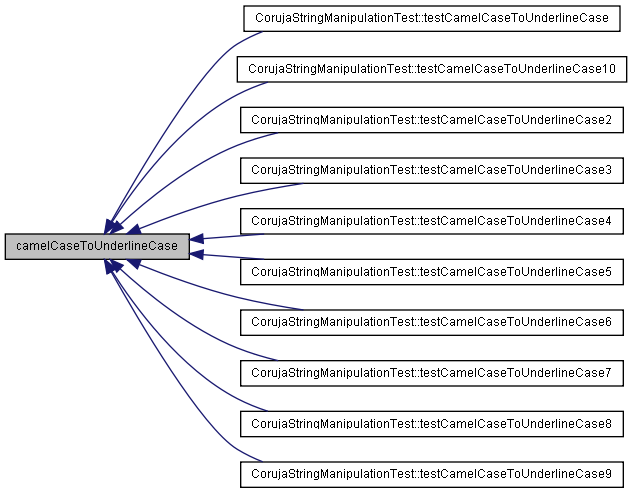 CorujaStringManipulationTest::testCamelCaseToUnderlineCase
CorujaStringManipulationTest::testCamelCaseToUnderlineCase10
CorujaStringManipulationTest::testCamelCaseToUnderlineCase2
CorujaStringManipulationTest::testCamelCaseToUnderlineCase3
CorujaStringManipulationTest::testCamelCaseToUnderlineCase4
camelCaseToUnderlineCase
CorujaStringManipulationTest::testCamelCaseToUnderlineCase5
CorujaStringManipulationTest::testCamelCaseToUnderlineCase6
CorujaStringManipulationTest::testCamelCaseToUnderlineCase7
CorujaStringManipulationTest::testCamelCaseToUnderlineCase8
CorujaStringManipulationTest::testCamelCaseToUnderlineCase9